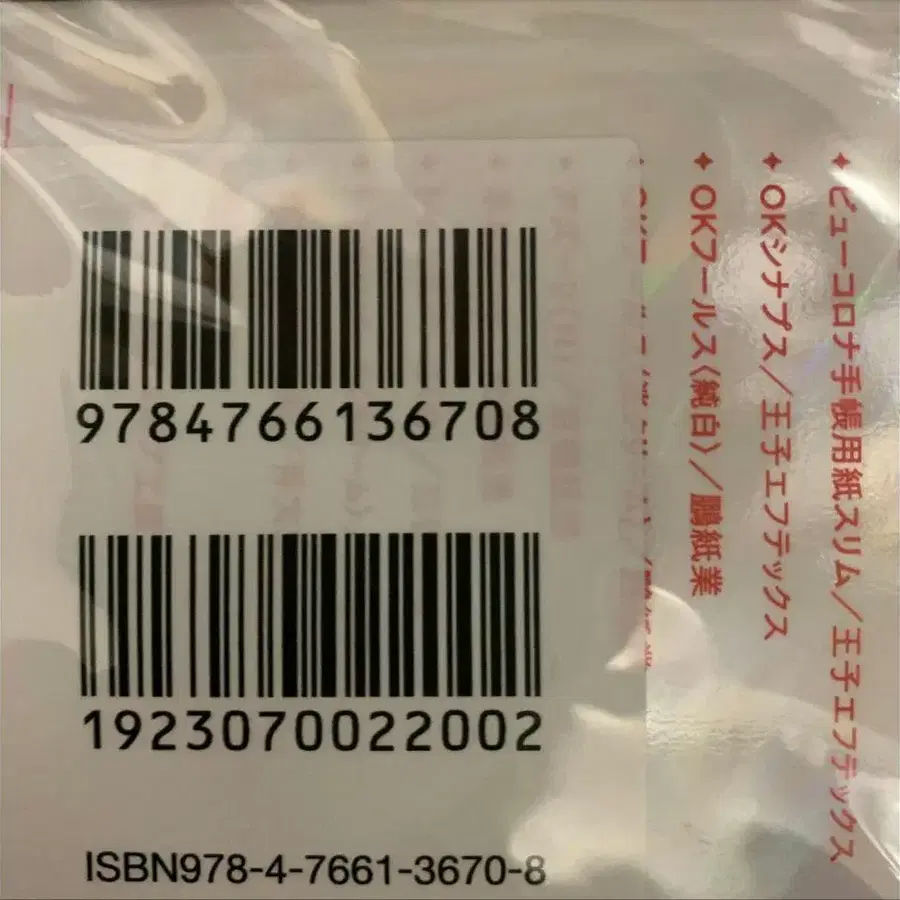 ✦ビューコロナ手帳用紙スリム/王子エフテックス
✦OKシナプス/王子エフテックス
✦OKフールス〈純白〉/鵬紙業
9784766136708
1923070022002
ISBN978-4-7661-3670-8